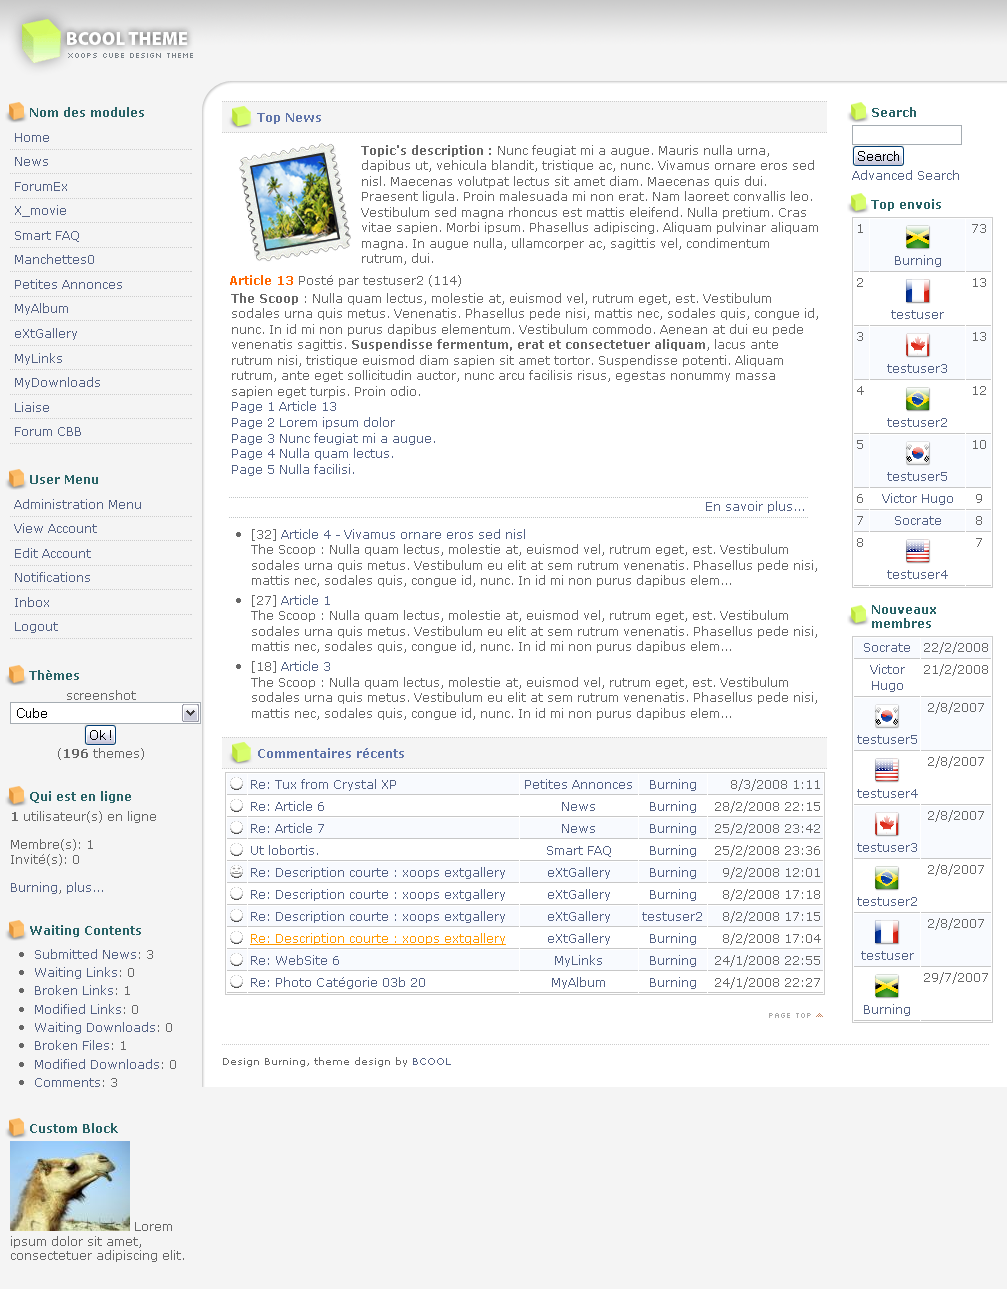 BCOOL THEME
XOOPS CUBE DESIGN THEME
Nom des modules
Home
News
ForumEx
X_movie
Smart FAQ
Manchettes0
Petites Annonces
MyAlbum
eXtGallery
MyLinks
MyDownloads
Liaise
Forum CBB
User Menu
Administration Menu
View Account
Edit Account
Notifications
Inbox
Logout
Thèmes
screenshot
Cube
Ok!
(196 themes)
Qui est en ligne
1 utilisateur(s) en ligne
Membre(s): 1
Invité(s): 0
Burning, plus...
Waiting Contents
Submitted News: 3
Waiting Links: 0
Broken Links: 1
Modified Links: 0
Waiting Downloads: 0
Broken Files: 1
Modified Downloads: 0
Comments: 3
Custom Block
Lorem
ipsum dolor sit amet,
consectetuer adipiscing elit.
Top News
Topic's description : Nunc feugiat mi a augue. Mauris nulla urna,
dapibus ut, vehicula blandit, tristique ac, nunc. Vivamus ornare eros sed
nisl. Maecenas volutpat lectus sit amet diam. Maecenas quis dui.
Praesent ligula. Proin malesuada mi non erat. Nam laoreet convallis leo.
Vestibulum sed magna rhoncus est mattis eleifend. Nulla pretium. Cras
vitae sapien. Morbi ipsum. Phasellus adipiscing. Aliquam pulvinar aliquam
magna. In augue nulla, ullamcorper ac, sagittis vel, condimentum
rutrum, dui.
Article 13 Posté par testuser2 (114)
The Scoop : Nulla quam lectus, molestie at, euismod vel, rutrum eget, est. Vestibulum
sodales urna quis metus. Venenatis. Phasellus pede nisi, mattis nec, sodales quis, congue id,
nunc. In id mi non purus dapibus elementum. Vestibulum commodo. Aenean at dui eu pede
venenatis sagittis. Suspendisse fermentum, erat et consectetuer aliquam, lacus ante
rutrum nisi, tristique euismod diam sapien sit amet tortor. Suspendisse potenti. Aliquam
rutrum, ante eget sollicitudin auctor, nunc arcu facilisis risus, egestas nonummy massa
sapien eget turpis. Proin odio.
Page 1 Article 13
Page 2 Lorem ipsum dolor
Page 3 Nunc feugiat mi a augue.
Page 4 Nulla quam lectus.
Page 5 Nulla facilisi.
En savoir plus...
[32] Article 4 - Vivamus ornare eros sed nisl
The Scoop : Nulla quam lectus, molestie at, euismod vel, rutrum eget, est. Vestibulum
sodales urna quis metus. Vestibulum eu elit at sem rutrum venenatis. Phasellus pede nisi,
mattis nec, sodales quis, congue id, nunc. In id mi non purus dapibus elem...
[27] Article 1
The Scoop : Nulla quam lectus, molestie at, euismod vel, rutrum eget, est. Vestibulum
sodales urna quis metus. Vestibulum eu elit at sem rutrum venenatis. Phasellus pede nisi,
mattis nec, sodales quis, congue id, nunc. In id mi non purus dapibus elem...
[18] Article 3
The Scoop : Nulla quam lectus, molestie at, euismod vel, rutrum eget, est. Vestibulum
sodales urna quis metus. Vestibulum eu elit at sem rutrum venenatis. Phasellus pede nisi,
mattis nec, sodales quis, congue id, nunc. In id mi non purus dapibus elem...
Commentaires récents
Re: Tux from Crystal XP Petites Annonces Burning 8/3/2008 1:11
Re: Article 6 News Burning 28/2/2008 22:15
Re: Article 7 News Burning 25/2/2008 23:42
Ut lobortis. Smart FAQ Burning 25/2/2008 23:36
Re: Description courte : xoops extgallery eXtGallery Burning 9/2/2008 12:01
Re: Description courte : xoops extgallery eXtGallery Burning 8/2/2008 17:18
Re: Description courte : xoops extgallery eXtGallery testuser2 8/2/2008 17:15
Re: Description courte : xoops extgallery eXtGallery Burning 8/2/2008 17:04
Re: WebSite 6 MyLinks Burning 24/1/2008 22:55
Re: Photo Catégorie 03b 20 MyAlbum Burning 24/1/2008 22:27
PAGE TOP
Design Burning, theme design by BCOOL
Search
Search
Advanced Search
Top envois
1 Burning 73
2 testuser 13
3 testuser3 13
4 testuser2 12
5 testuser5 10
6 Victor Hugo 9
7 Socrate 8
8 testuser4 7
Nouveaux
membres
Socrate 22/2/2008
Victor 21/2/2008
Hugo
2/8/2007
testuser5
2/8/2007
testuser4
2/8/2007
testuser3
2/8/2007
testuser2
2/8/2007
testuser
29/7/2007
Burning